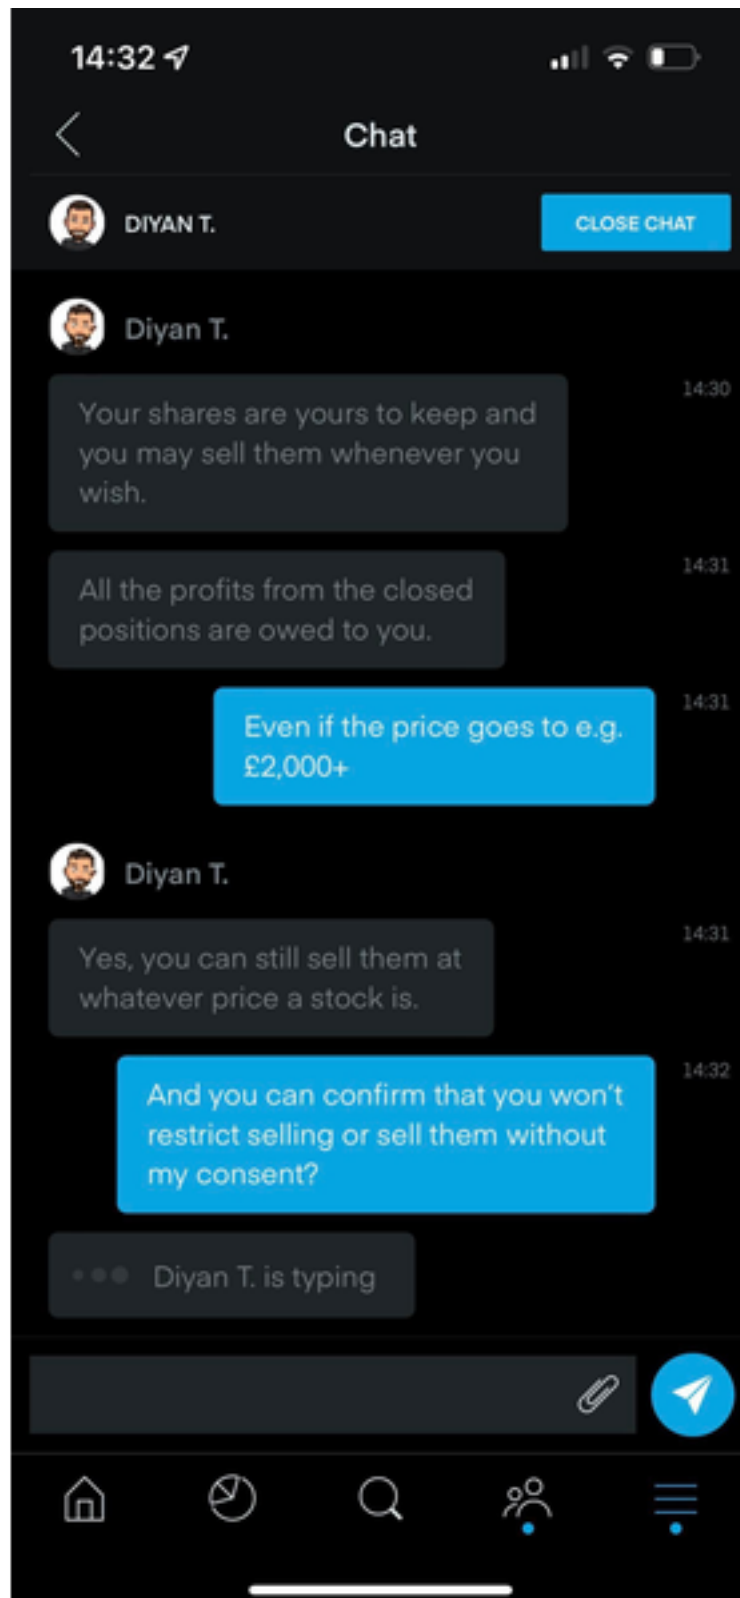 14:32
Chat
DIYAN T.
CLOSE CHAT
Diyan T.
14:30
Your shares are yours to keep and
you may sell them whenever you
wish.
14:31
All the profits from the closed
positions are owed to you.
14:31
Even if the price goes to e.g.
£2,000+
Diyan T.
14:31
Yes, you can still sell them at
whatever price a stock is.
14:32
And you can confirm that you won't
restrict selling or sell them without
my consent?
Diyan T. is typing